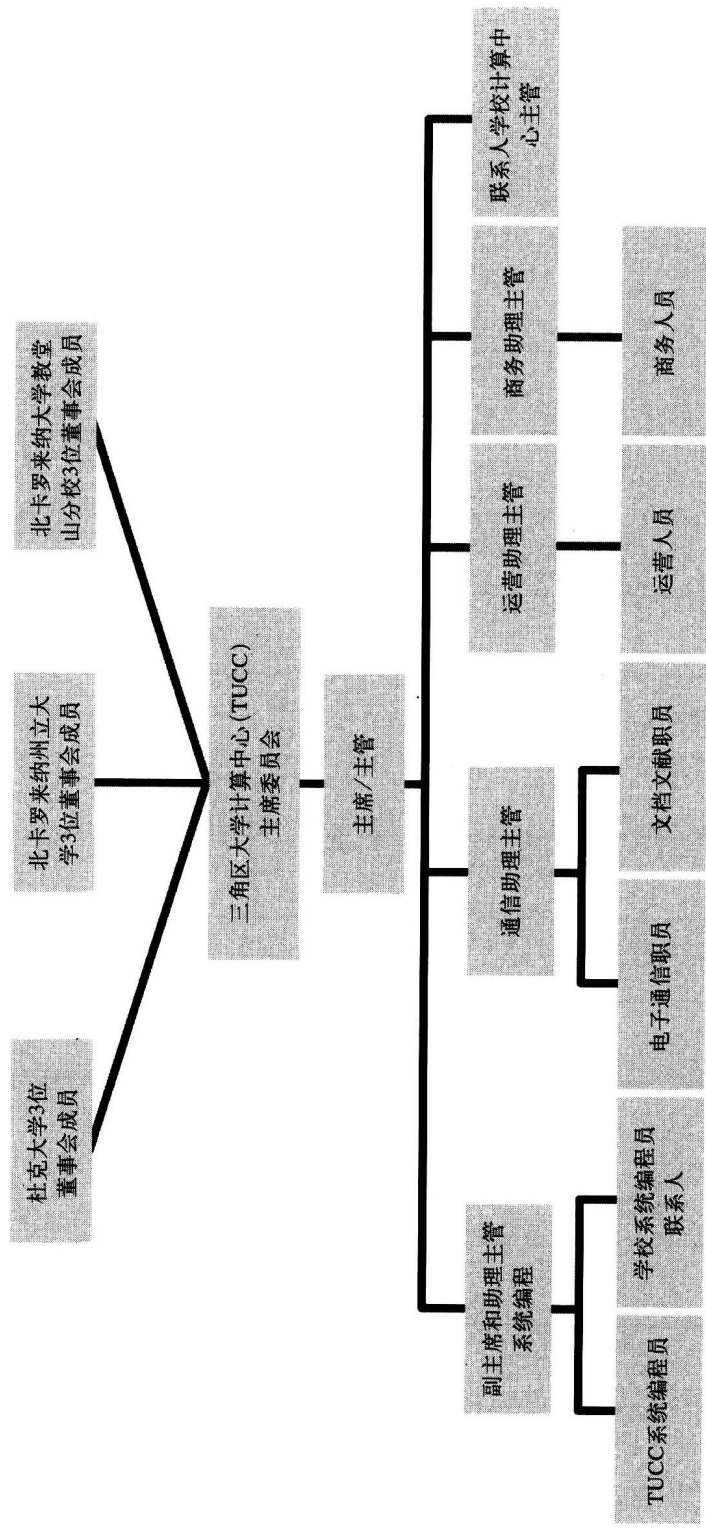 杜克大学3位
董事会成员
北卡罗来纳州立大
学3位董事会成员
北卡罗来纳大学教堂
山分校3位董事会成员
三角区大学计算中心(TUCC)
主席委员会
主席/主管
副主席和助理主管
系统编程
通信助理主管
运营助理主管
商务助理主管
联系人学校计算中
心主管
TUCC系统编程员
学校系统编程员
联系人
电子通信职员
文档文献职员
运营人员
商务人员